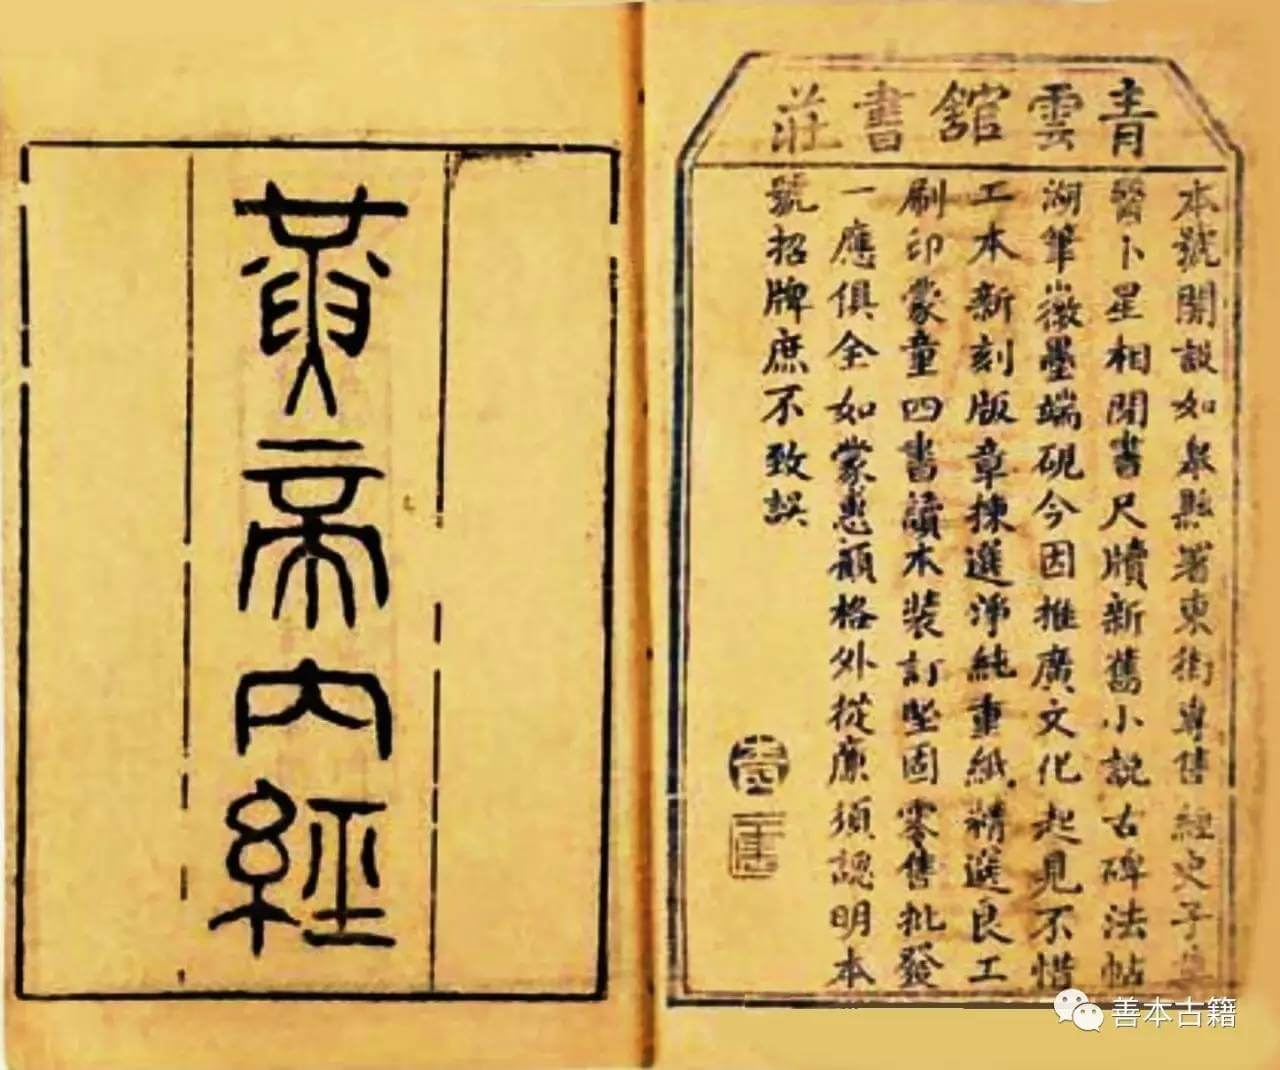 青雲舘書莊
本號開設如皋縣署東街專售經史子集
醫卜星相閒書尺牘新舊小說古碑法帖
湖筆徽墨端硯今因推廣文化起見不惜
工本新刻版章揀選淨純重紙精選良工
刷印蒙童四書讀本裝訂堅固零售批發
一應俱全如蒙惠顧格外從廉須認明本
號招牌庶不致誤
黃帝內經
善本古籍